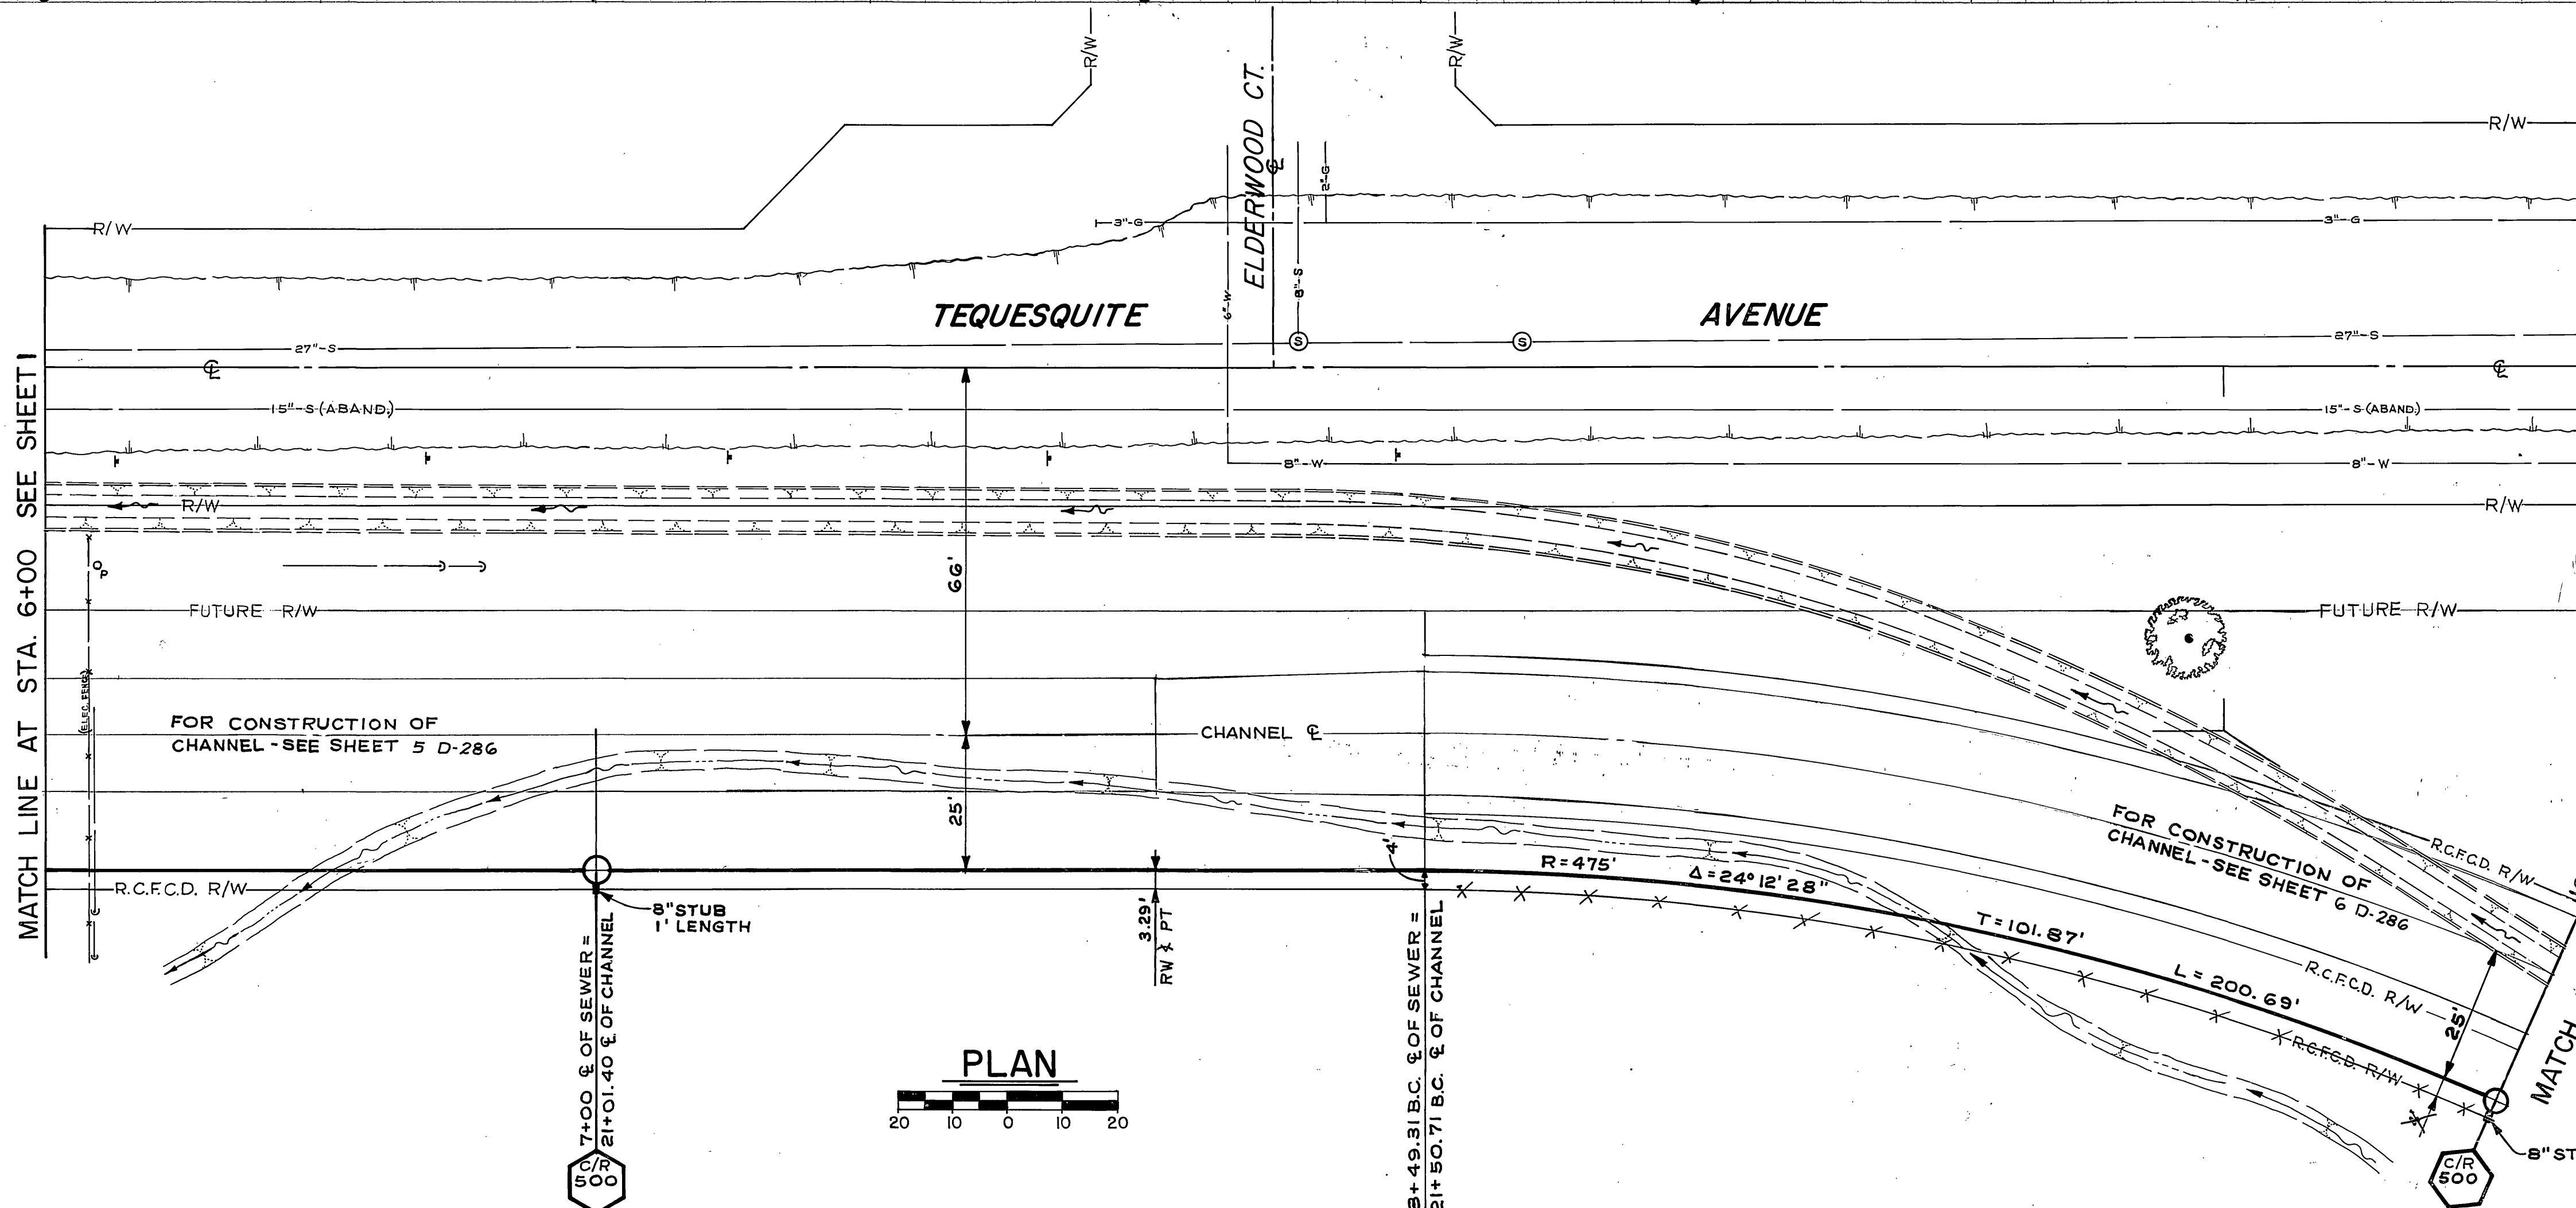 R/W
R/W
ELDERWOOD CT.
℄
R/W
R/W
2"-G
3"-G
3"-G
6"-W
8"-S
TEQUESQUITE AVENUE
27"-S
S
S
27"-S
℄
℄
15"-S (ABAND.)
15"-S (ABAND.)
8"-W
8"-W
R/W
R/W
MATCH LINE AT STA. 6+00 SEE SHEET 1
P
66'
FUTURE R/W
FUTURE R/W
(ELEC. FENCE)
FOR CONSTRUCTION OF
CHANNEL - SEE SHEET 5 D-286
CHANNEL ℄
25'
4'
R=475'
Δ=24°12'28"
T=101.87'
L=200.69'
FOR CONSTRUCTION OF
CHANNEL - SEE SHEET 6 D-286
R.C.F.C.D. R/W
R.C.F.C.D. R/W
R.C.F.C.D. R/W
R.C.F.C.D. R/W
25'
8" STUB
1' LENGTH
3.29'
RW & PT
7+00 ℄ OF SEWER =
21+01.40 ℄ OF CHANNEL
C/R
500
PLAN
20 10 0 10 20
8+49.31 B.C. ℄ OF SEWER =
21+50.71 B.C. ℄ OF CHANNEL
MATCH
8" ST
C/R
500